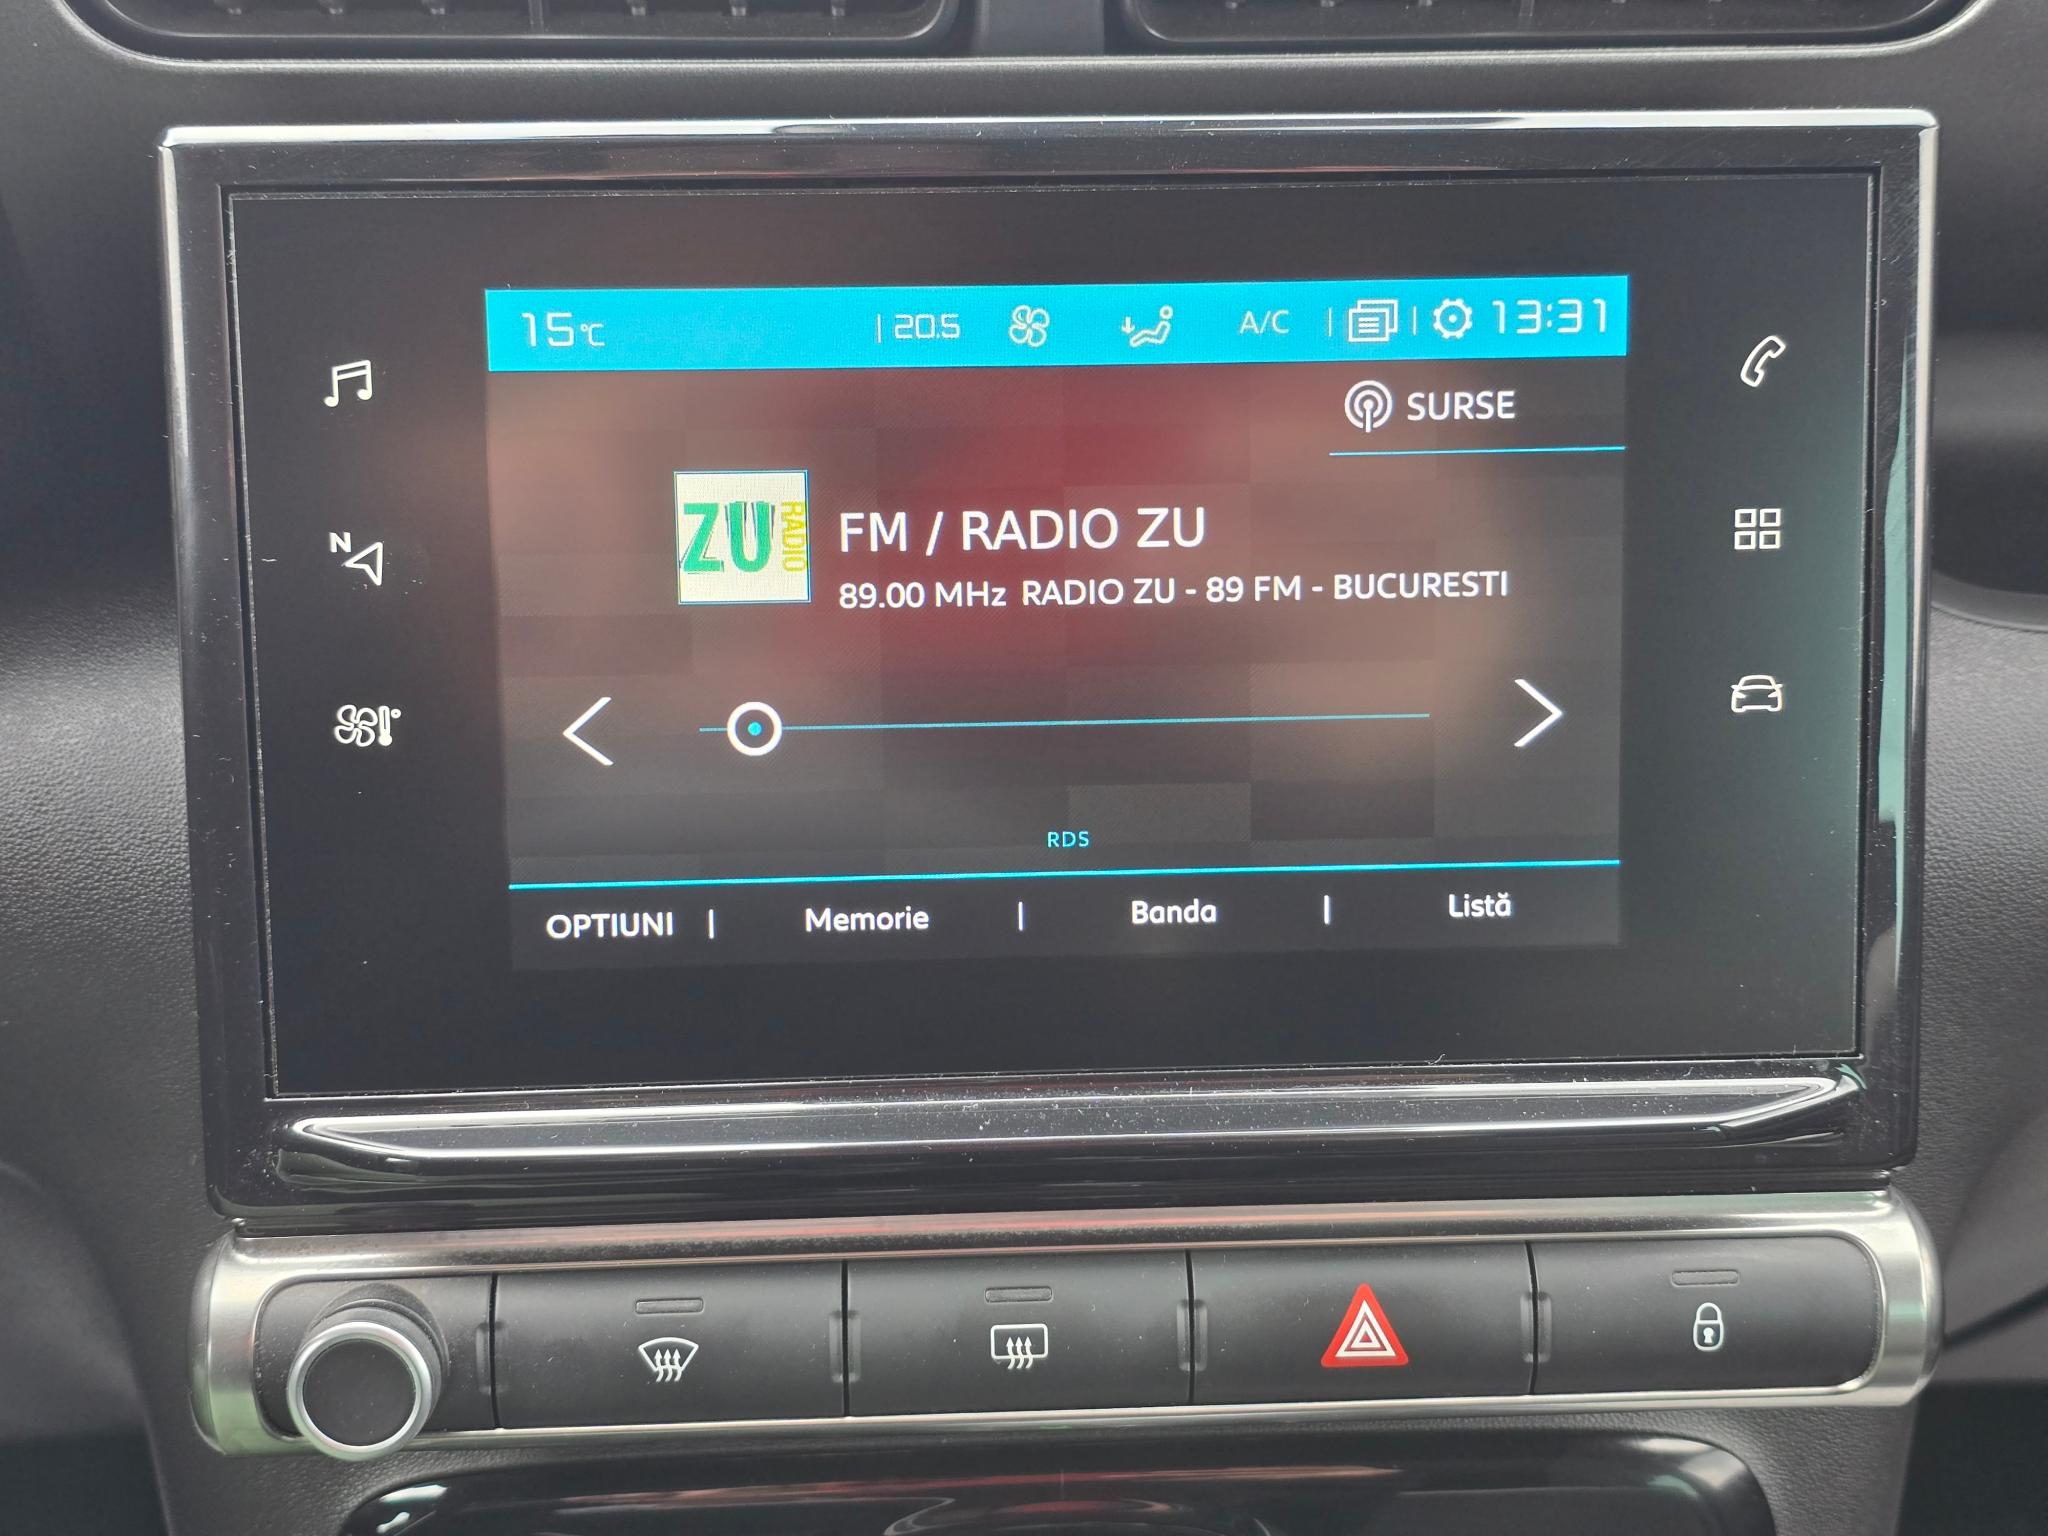 15°C | 20.5 A/C | | 13:31
SURSE
ZU RADIO
FM / RADIO ZU
89.00 MHz RADIO ZU - 89 FM - BUCURESTI
N
RDS
OPTIUNI | Memorie | Banda | Listă